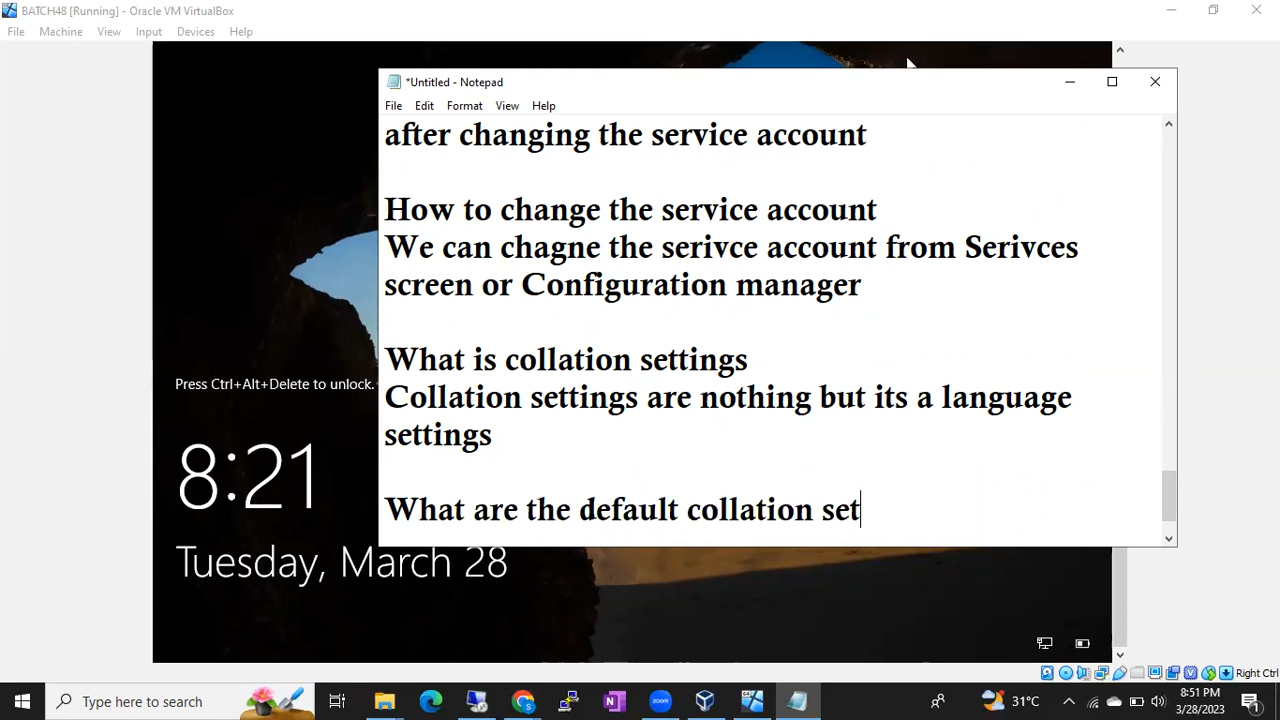 BATCH48 [Running] - Oracle VM VirtualBox
File Machine View Input Devices Help
*Untitled - Notepad
File Edit Format View Help
after changing the service account
How to change the service account
We can chagne the serivce account from Serivces
screen or Configuration manager
What is collation settings
Collation settings are nothing but its a language
settings
What are the default collation set
Press Ctrl+Alt+Delete to unlock.
8:21
Tuesday, March 28
Right Ctrl
Type here to search
zoom
31°C
8:51 PM
3/28/2023